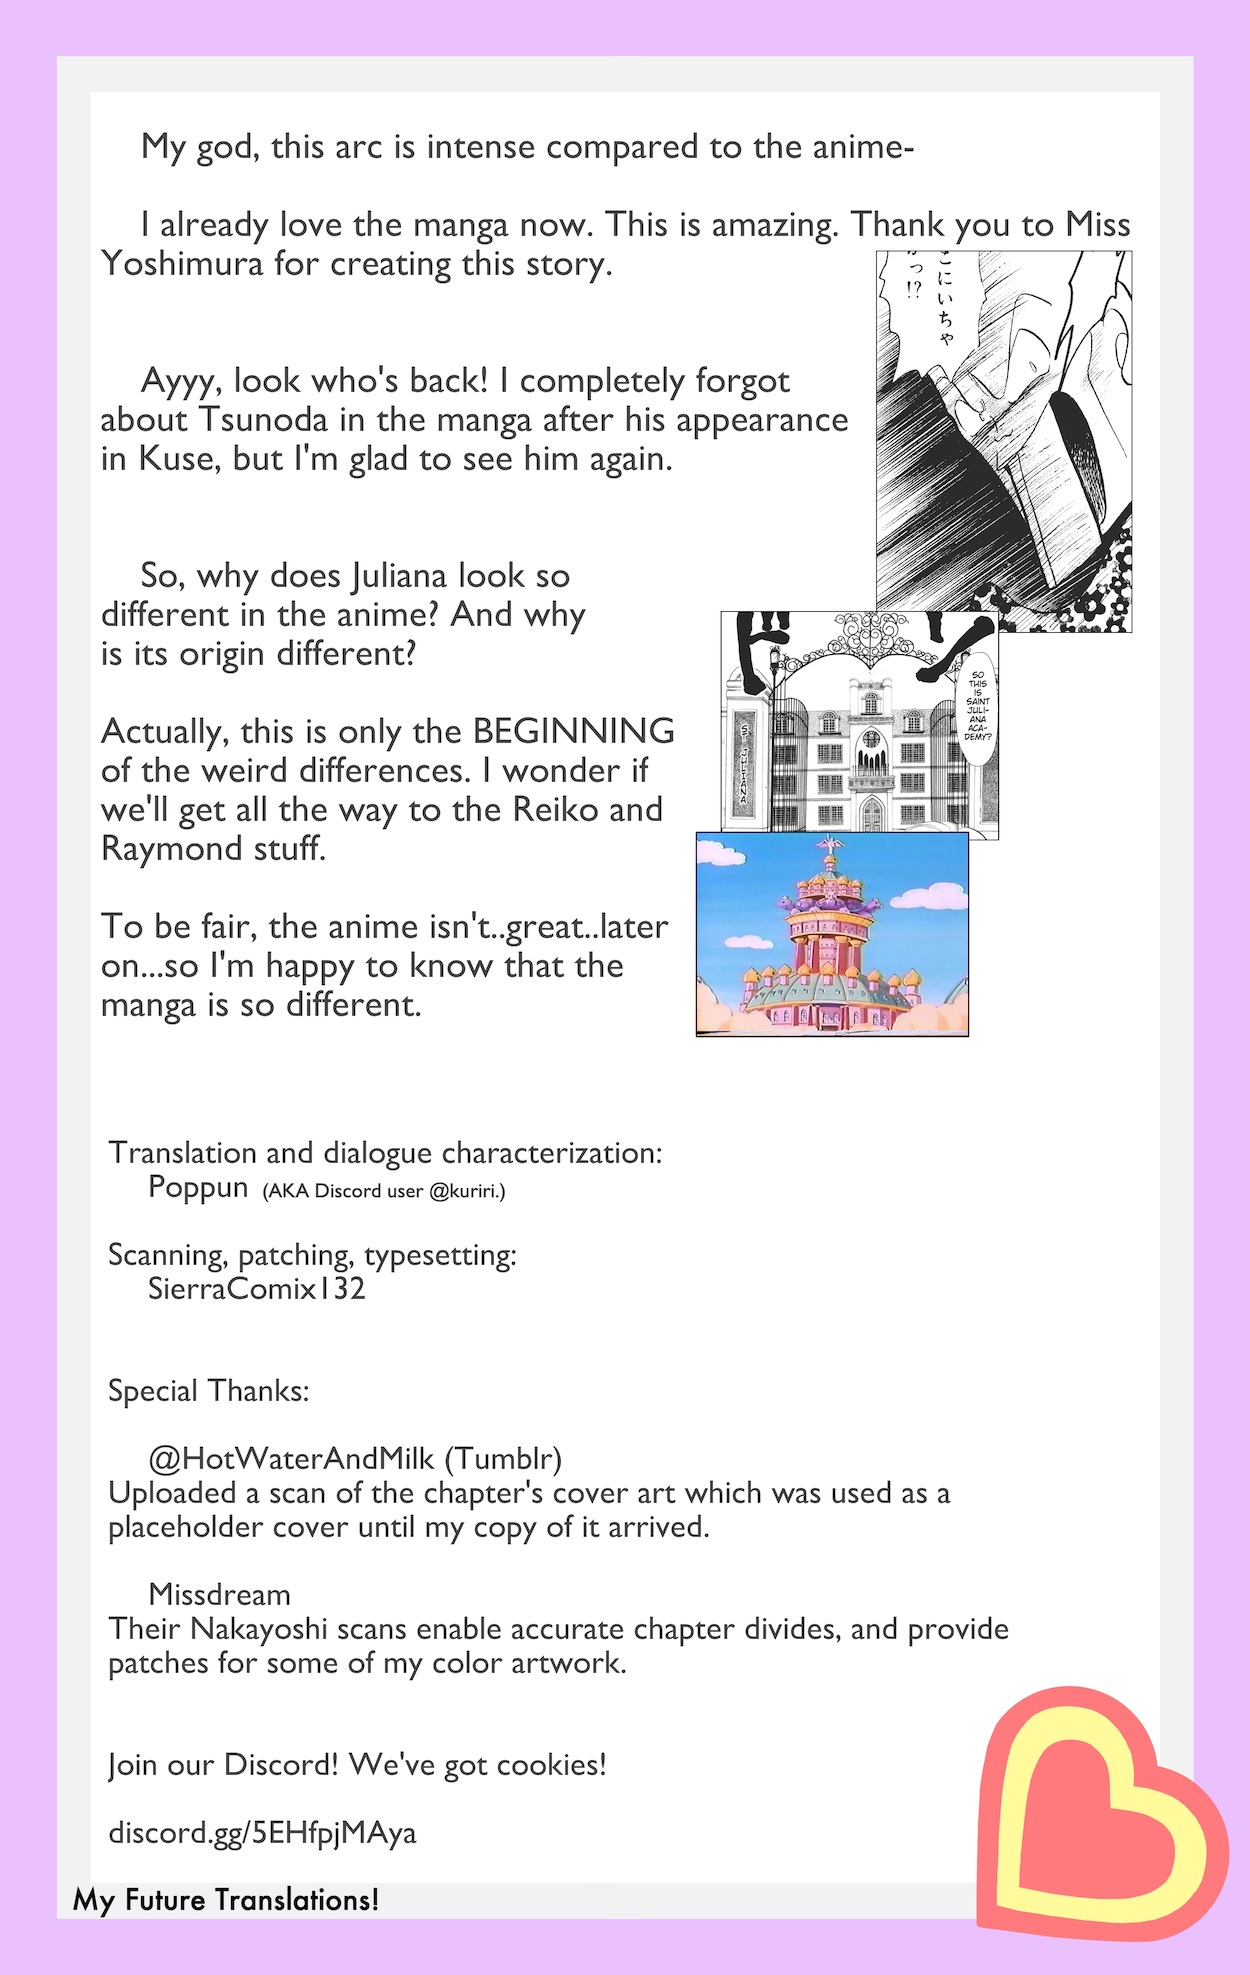 My god, this arc is intense compared to the anime-
I already love the manga now. This is amazing. Thank you to Miss
Yoshimura for creating this story.
こにいちゃ
かっ!?
Ayyy, look who's back! I completely forgot
about Tsunoda in the manga after his appearance
in Kuse, but I'm glad to see him again.
So, why does Juliana look so
different in the anime? And why
is its origin different?
SO
THIS
IS
SAINT
JULI-
ANA
ACA-
DEMY?
ST. JULIANA
Actually, this is only the BEGINNING
of the weird differences. I wonder if
we'll get all the way to the Reiko and
Raymond stuff.
To be fair, the anime isn't..great..later
on...so I'm happy to know that the
manga is so different.
Translation and dialogue characterization:
Poppun (AKA Discord user @kuriri.)
Scanning, patching, typesetting:
SierraComix132
Special Thanks:
@HotWaterAndMilk (Tumblr)
Uploaded a scan of the chapter's cover art which was used as a
placeholder cover until my copy of it arrived.
Missdream
Their Nakayoshi scans enable accurate chapter divides, and provide
patches for some of my color artwork.
Join our Discord! We've got cookies!
discord.gg/5EHfpjMAya
My Future Translations!